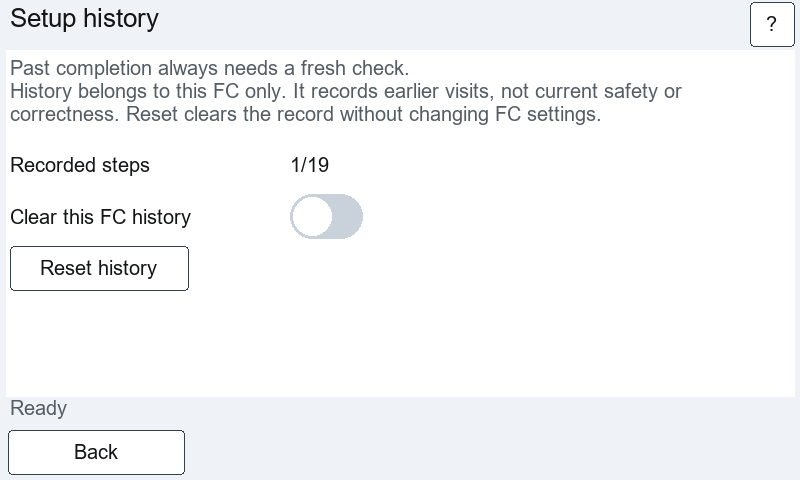 Setup history
?
Past completion always needs a fresh check.
History belongs to this FC only. It records earlier visits, not current safety or
correctness. Reset clears the record without changing FC settings.
Recorded steps 1/19
Clear this FC history
Reset history
Ready
Back